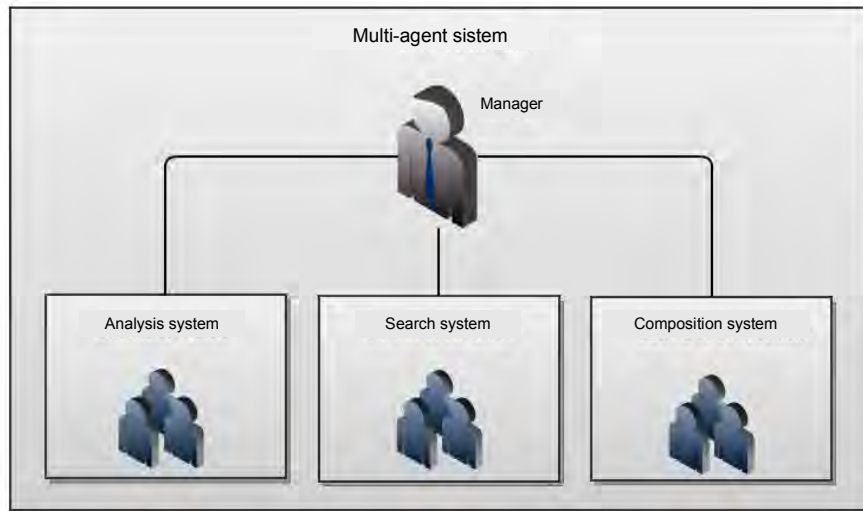 Multi-agent sistem
Manager
Analysis system
Search system
Composition system